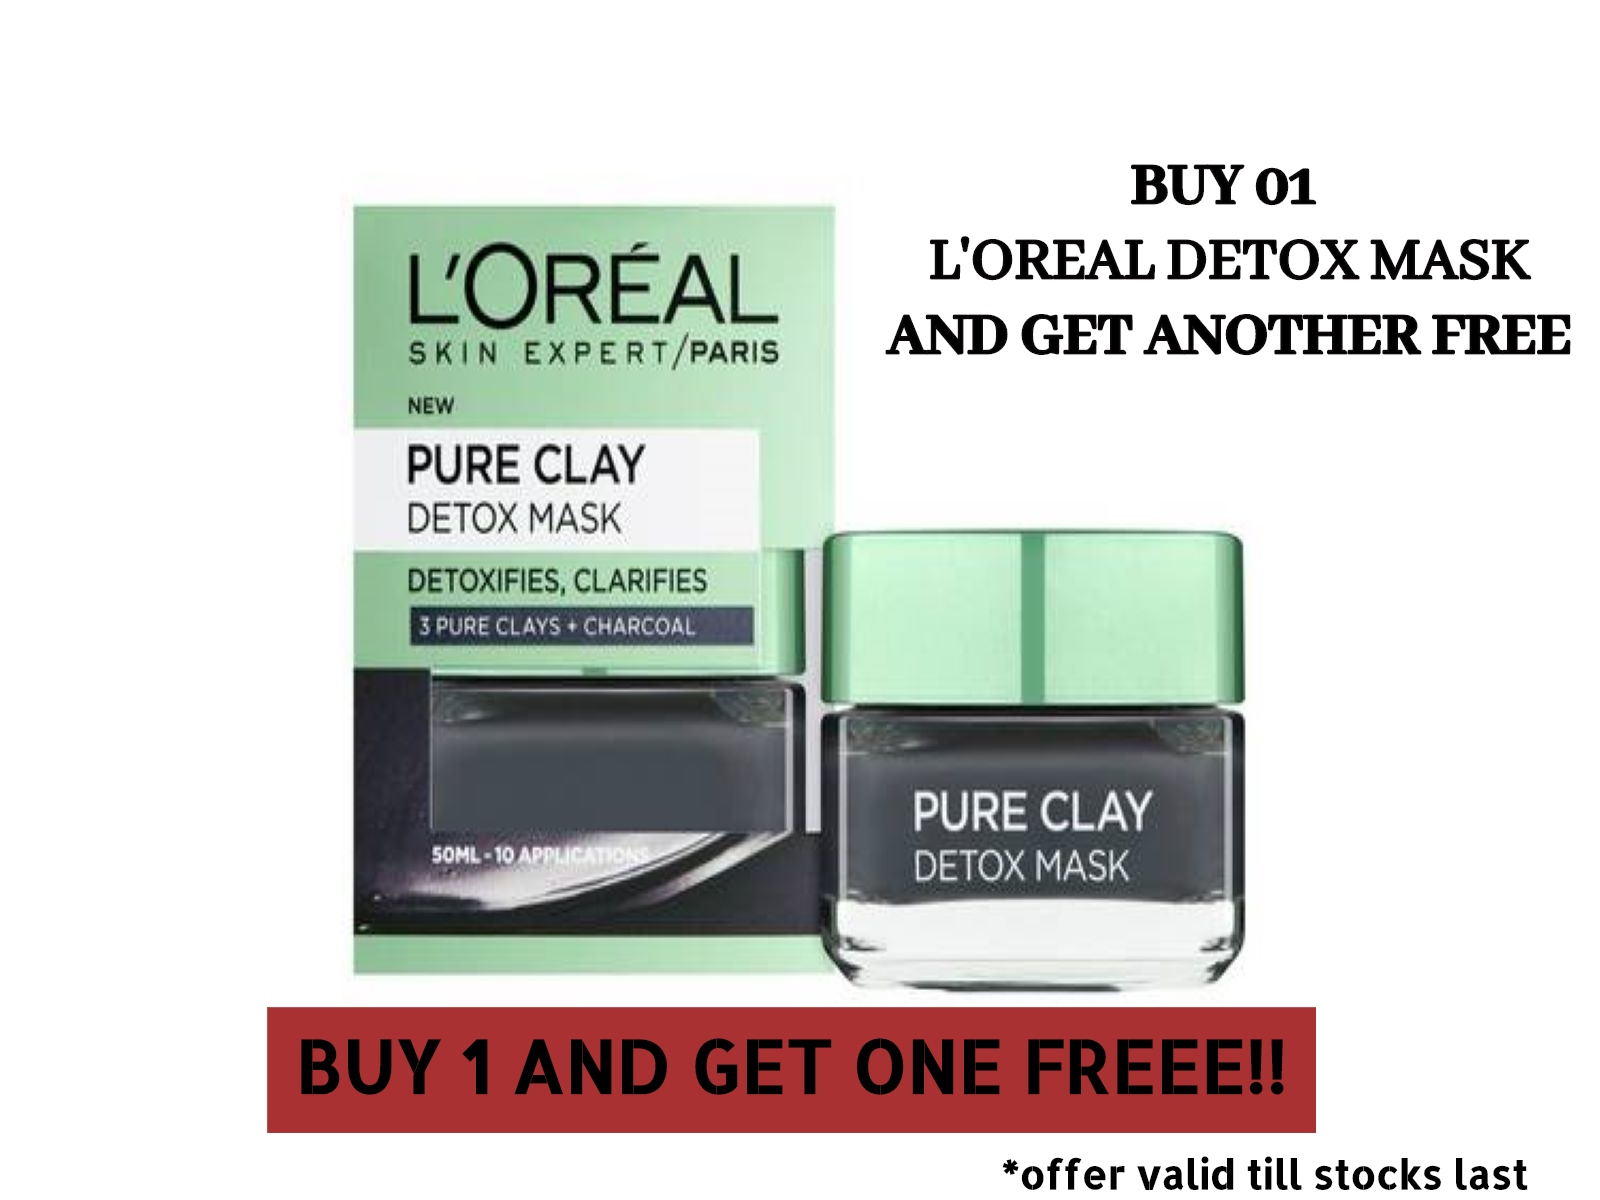 BUY 01
L'OREAL DETOX MASK
AND GET ANOTHER FREE
L'ORÉAL
SKIN EXPERT/PARIS
NEW
PURE CLAY
DETOX MASK
DETOXIFIES, CLARIFIES
3 PURE CLAYS + CHARCOAL
50ML - 10 APPLICATIONS
PURE CLAY
DETOX MASK
BUY 1 AND GET ONE FREEE!!
*offer valid till stocks last